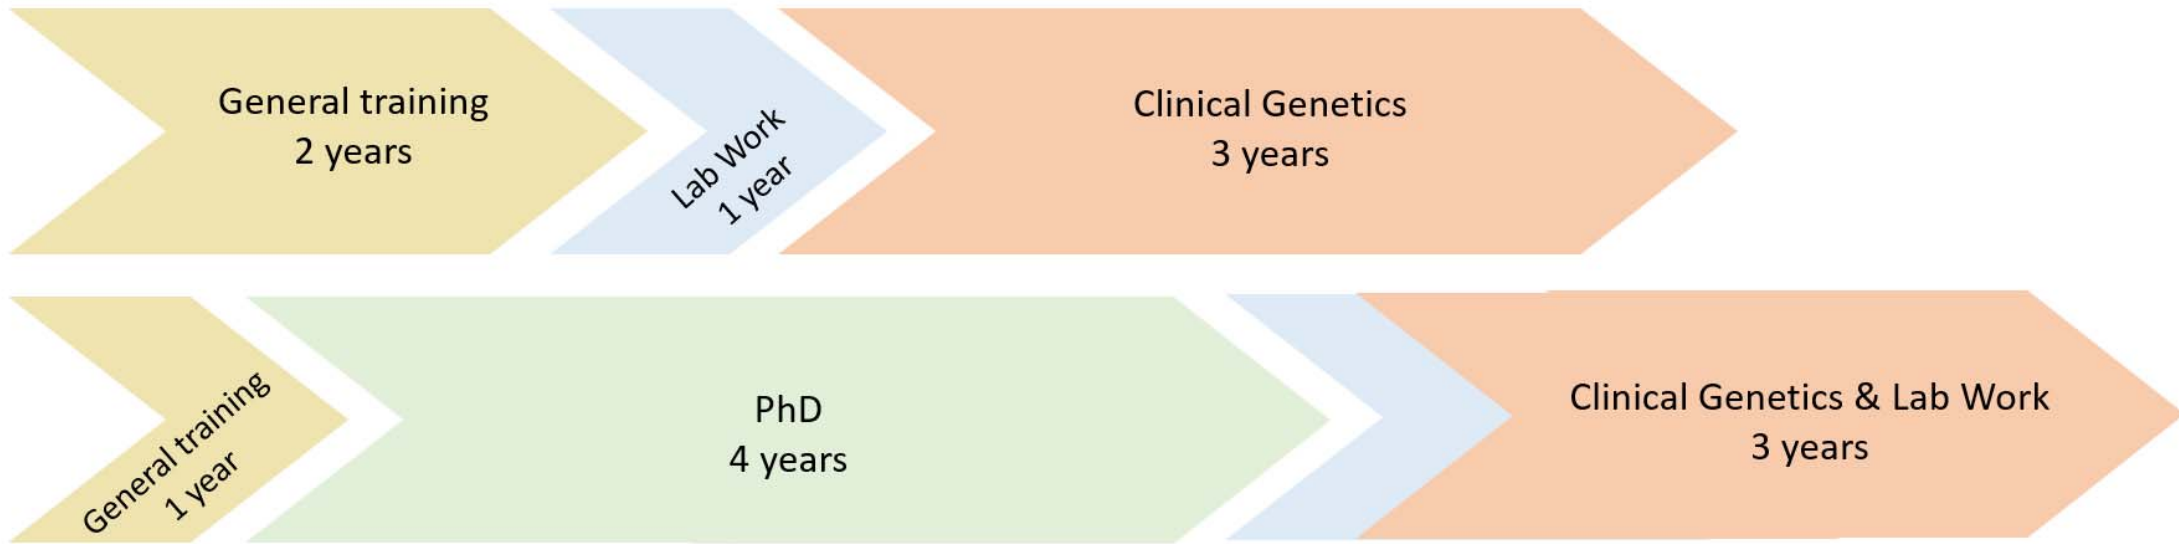 General training
2 years
Lab Work
1 year
Clinical Genetics
3 years
General training
1 year
PhD
4 years
Clinical Genetics & Lab Work
3 years